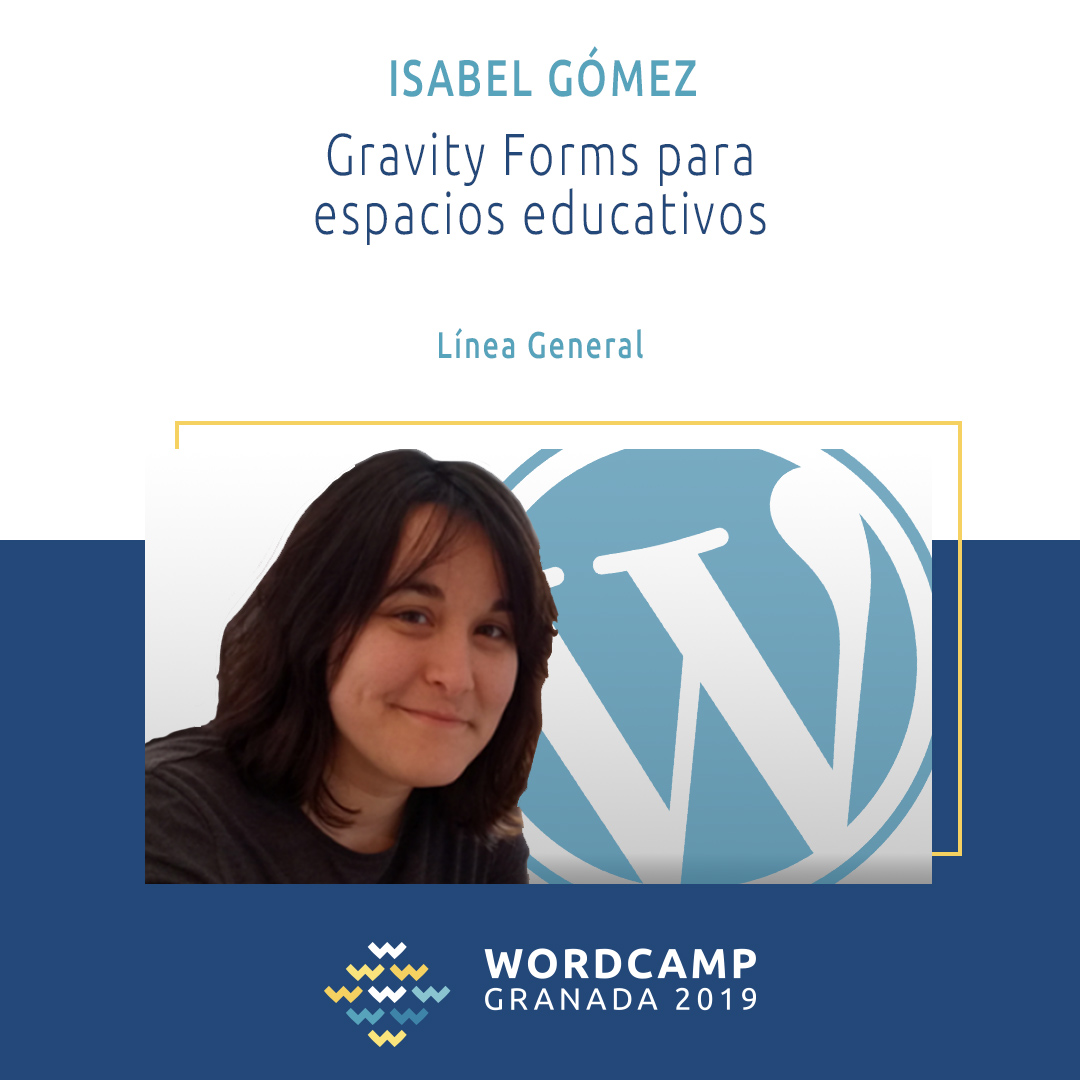 ISABEL GÓMEZ
Gravity Forms para
espacios educativos
Línea General
WORDCAMP
GRANADA 2019